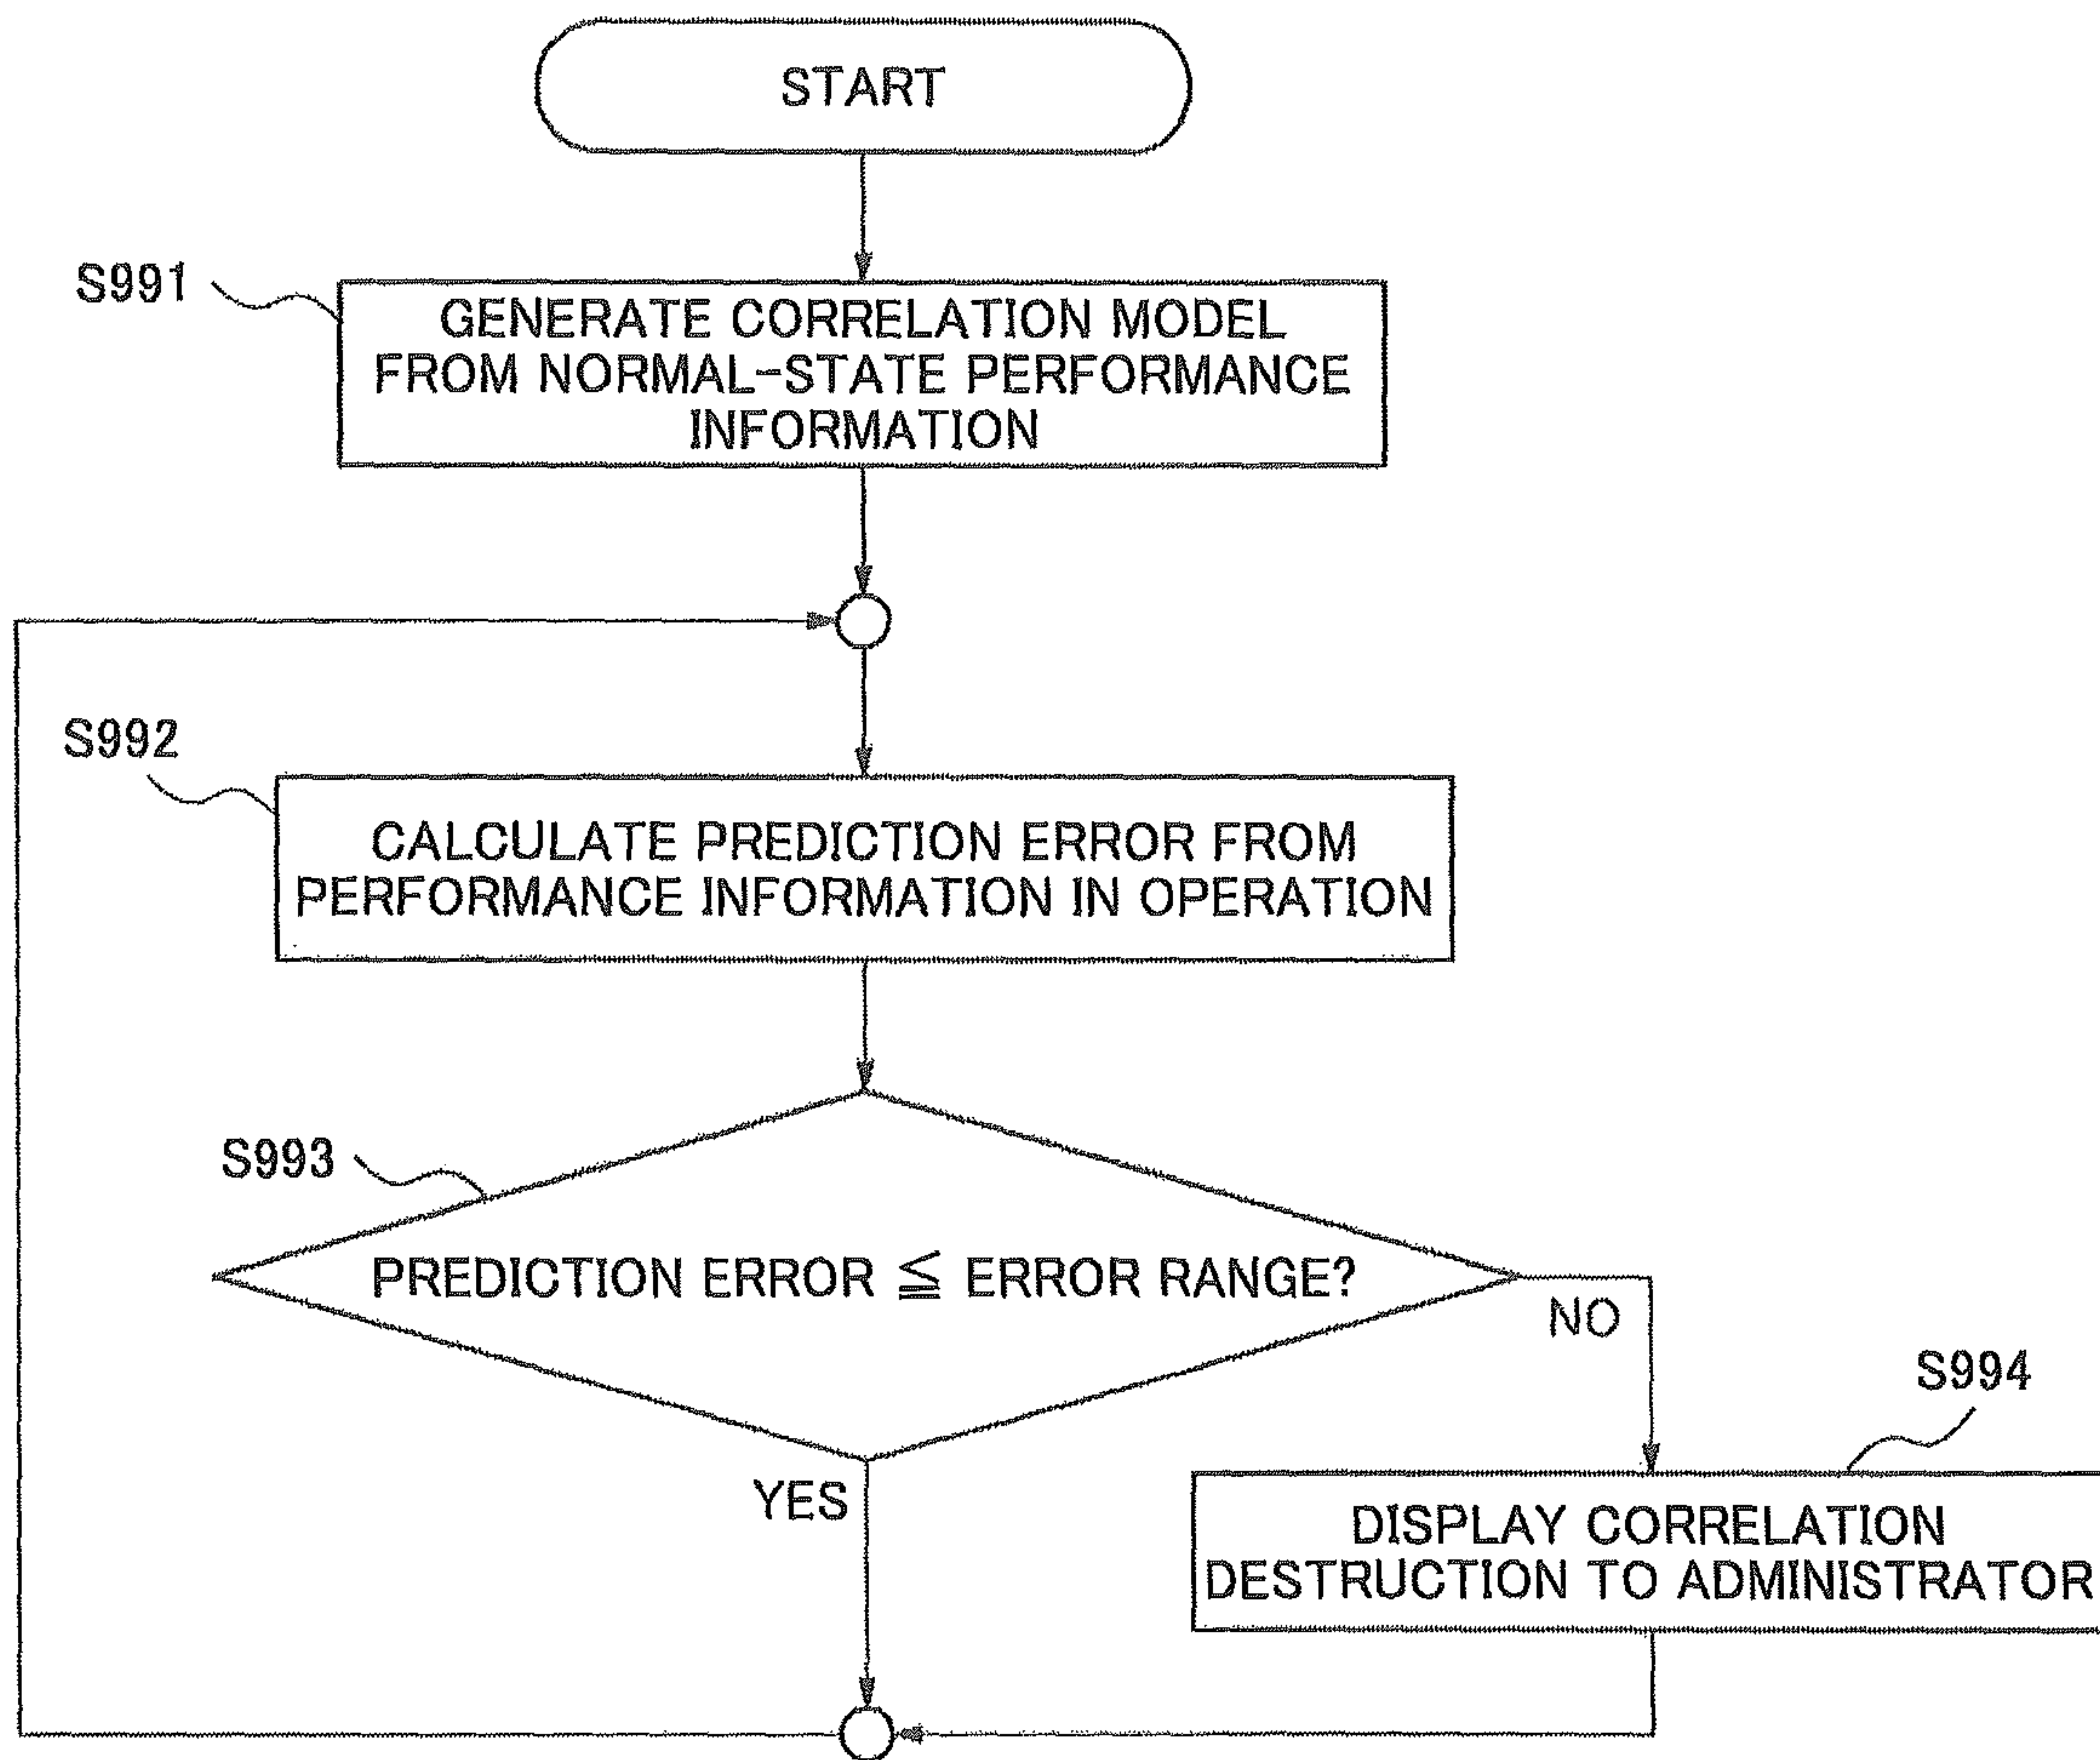 START
S991
GENERATE CORRELATION MODEL
FROM NORMAL-STATE PERFORMANCE
INFORMATION
S992
CALCULATE PREDICTION ERROR FROM
PERFORMANCE INFORMATION IN OPERATION
S993
PREDICTION ERROR ≦ ERROR RANGE?
NO
YES
S994
DISPLAY CORRELATION
DESTRUCTION TO ADMINISTRATOR